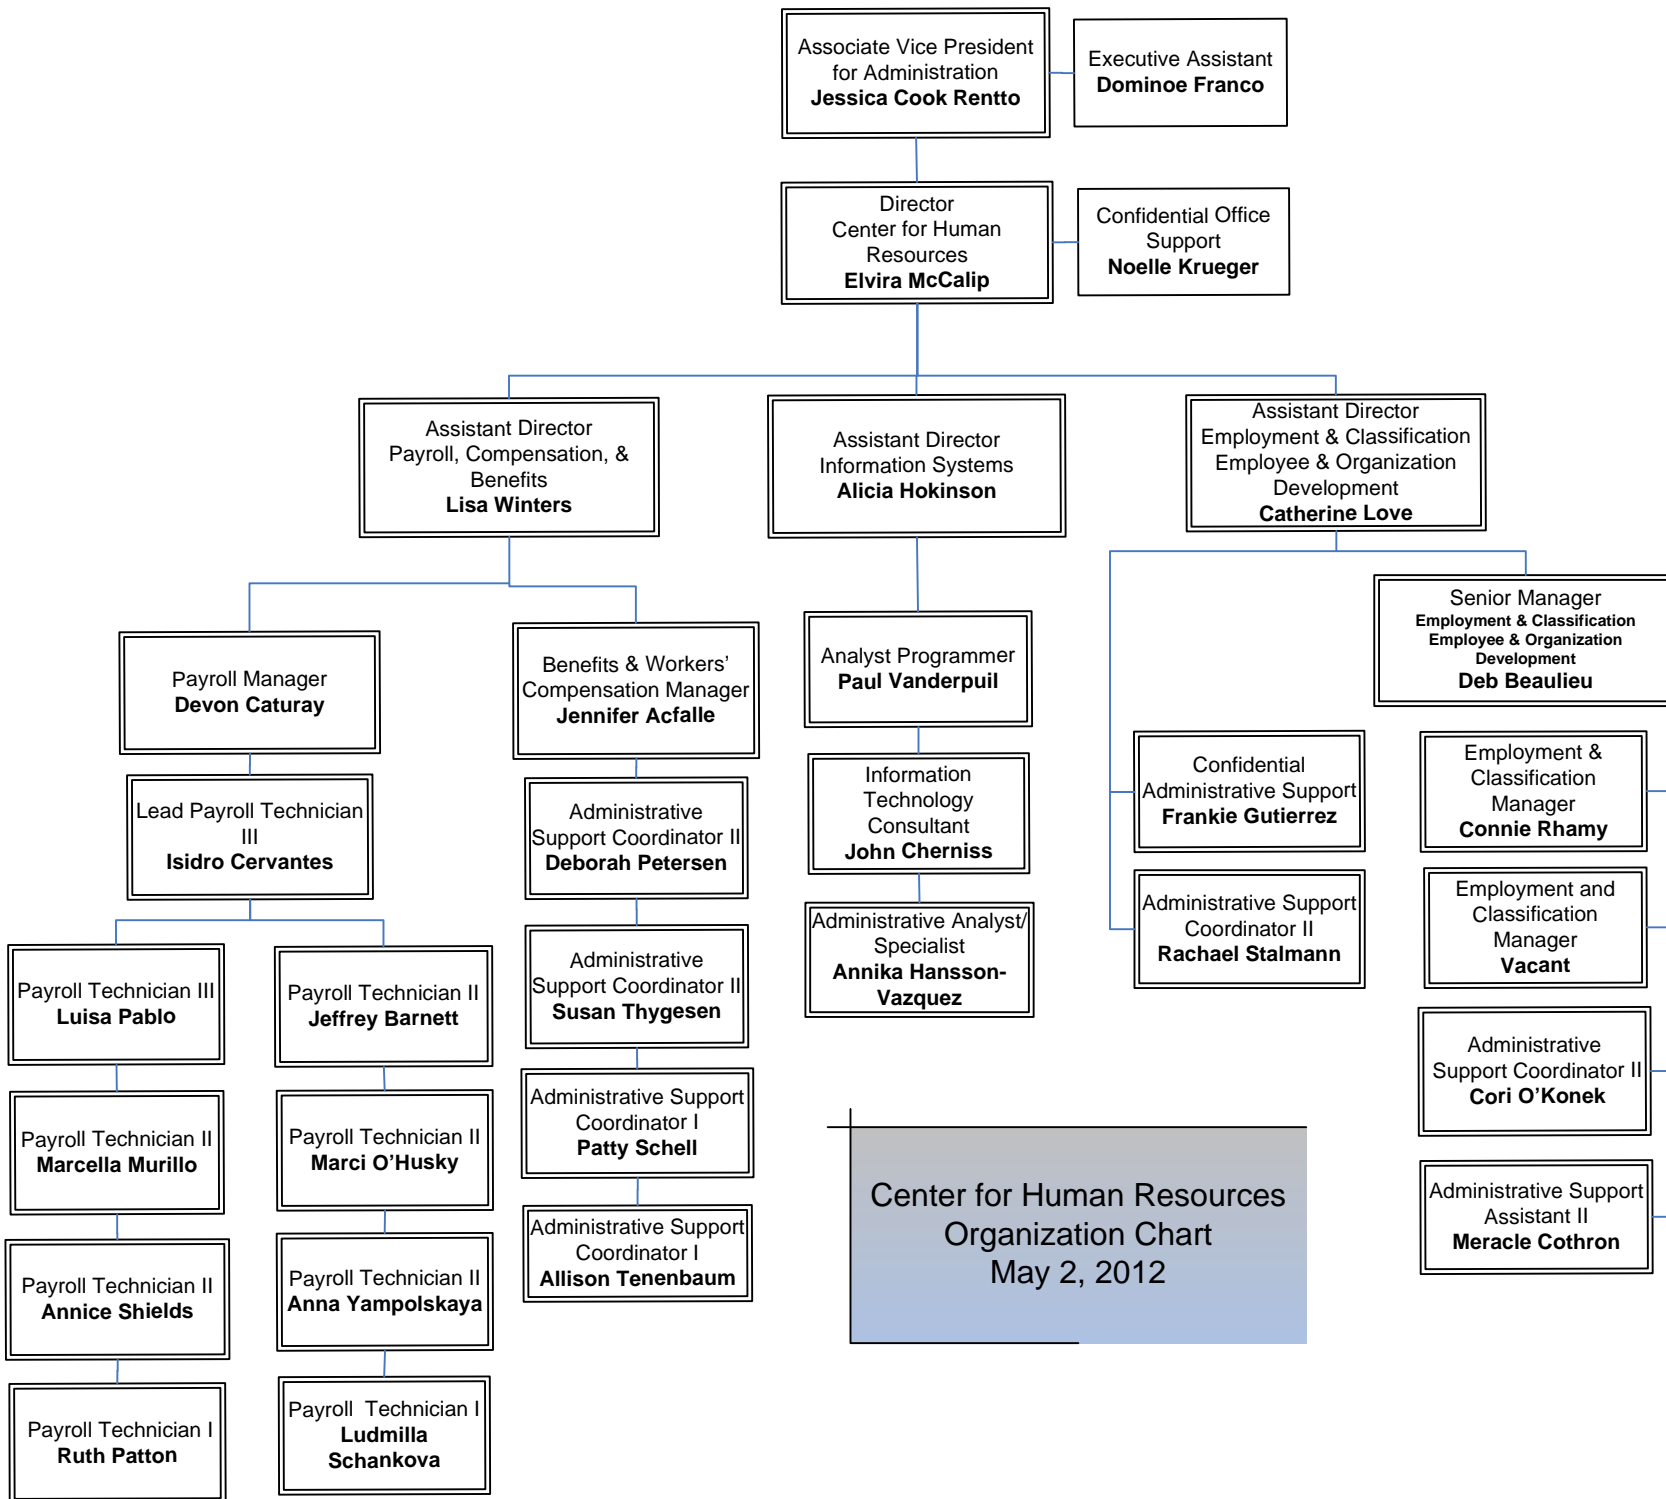 Associate Vice President
for Administration
Jessica Cook Rentto
Executive Assistant
Dominoe Franco
Director
Center for Human
Resources
Elvira McCalip
Confidential Office
Support
Noelle Krueger
Assistant Director
Payroll, Compensation, &
Benefits
Lisa Winters
Assistant Director
Information Systems
Alicia Hokinson
Assistant Director
Employment & Classification
Employee & Organization
Development
Catherine Love
Payroll Manager
Devon Caturay
Benefits & Workers’
Compensation Manager
Jennifer Acfalle
Analyst Programmer
Paul Vanderpuil
Senior Manager
Employment & Classification
Employee & Organization
Development
Deb Beaulieu
Lead Payroll Technician
III
Isidro Cervantes
Administrative
Support Coordinator II
Deborah Petersen
Information
Technology
Consultant
John Cherniss
Confidential
Administrative Support
Frankie Gutierrez
Employment &
Classification
Manager
Connie Rhamy
Payroll Technician III
Luisa Pablo
Payroll Technician II
Jeffrey Barnett
Administrative
Support Coordinator II
Susan Thygesen
Administrative Analyst/
Specialist
Annika Hansson-
Vazquez
Administrative Support
Coordinator II
Rachael Stalmann
Employment and
Classification
Manager
Vacant
Payroll Technician II
Marcella Murillo
Payroll Technician II
Marci O’Husky
Administrative Support
Coordinator I
Patty Schell
Administrative
Support Coordinator II
Cori O’Konek
Payroll Technician II
Annice Shields
Payroll Technician II
Anna Yampolskaya
Administrative Support
Coordinator I
Allison Tenenbaum
Center for Human Resources
Organization Chart
May 2, 2012
Administrative Support
Assistant II
Meracle Cothron
Payroll Technician I
Ruth Patton
Payroll Technician I
Ludmilla
Schankova